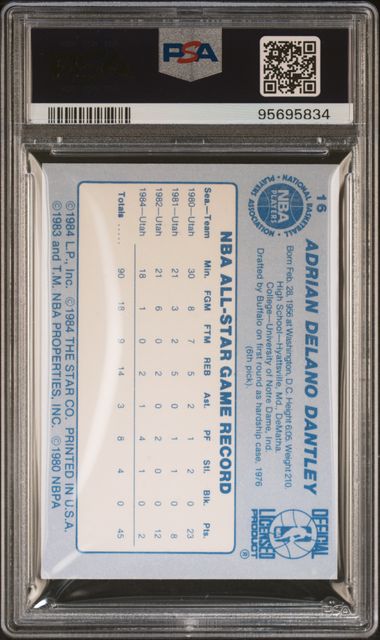 PSA
95695834
16
ADRIAN DELANO DANTLEY
Born Feb. 28, 1956 at Washington, D.C. Height 6:05. Weight 210.
High School—Hyattsville, Md., DeMatha.
College—University of Notre Dame, Ind.
Drafted by Buffalo on first round as hardship case, 1976
(6th pick).
• NATIONAL BASKETBALL •
NBA
PLAYERS
PLAYERS ASSOCIATION
OFFICIAL
LICENSED
PRODUCT
NBA
NBA ALL-STAR GAME RECORD
Sea.—Team Min. FGM FTM REB Ast. PF Stl. Blk. Pts.
1980—Utah 30 8 7 5 2 1 2 0 23
1981—Utah 21 3 2 5 0 1 1 0 8
1982—Utah 21 6 0 2 0 2 0 0 12
1984—Utah 18 1 0 2 1 4 1 0 2
Totals ..... 90 18 9 14 3 8 4 0 45
©1984 L.P., Inc. ©1984 THE STAR CO. PRINTED IN U.S.A.
©1983 and T.M. NBA PROPERTIES, INC. ©1980 NBPA
PSA